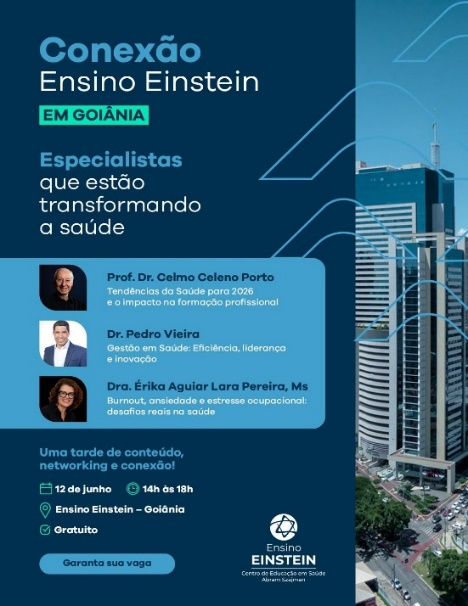 Conexão
Ensino Einstein
EM GOIÂNIA
Especialistas
que estão
transformando
a saúde
Prof. Dr. Celmo Celeno Porto
Tendências da Saúde para 2026
e o impacto na formação profissional
Dr. Pedro Vieira
Gestão em Saúde: Eficiência, liderança
e inovação
Dra. Érika Aguiar Lara Pereira, Ms
Burnout, ansiedade e estresse ocupacional:
desafios reais na saúde
Uma tarde de conteúdo,
networking e conexão!
12 de junho 14h às 18h
Ensino Einstein – Goiânia
Gratuito
Garanta sua vaga
Ensino
EINSTEIN
Centro de Educação em Saúde
Abram Szajman